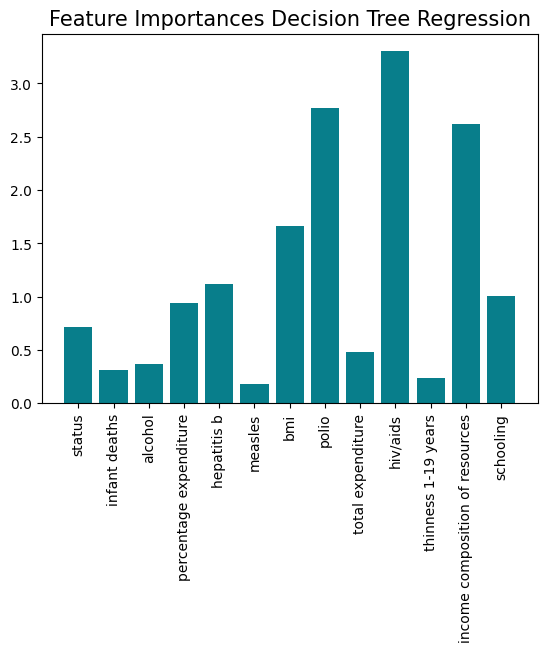 Feature Importances Decision Tree Regression
3.0
2.5
2.0
1.5
1.0
0.5
0.0
status
infant deaths
alcohol
percentage expenditure
hepatitis b
measles
bmi
polio
total expenditure
hiv/aids
thinness 1-19 years
income composition of resources
schooling